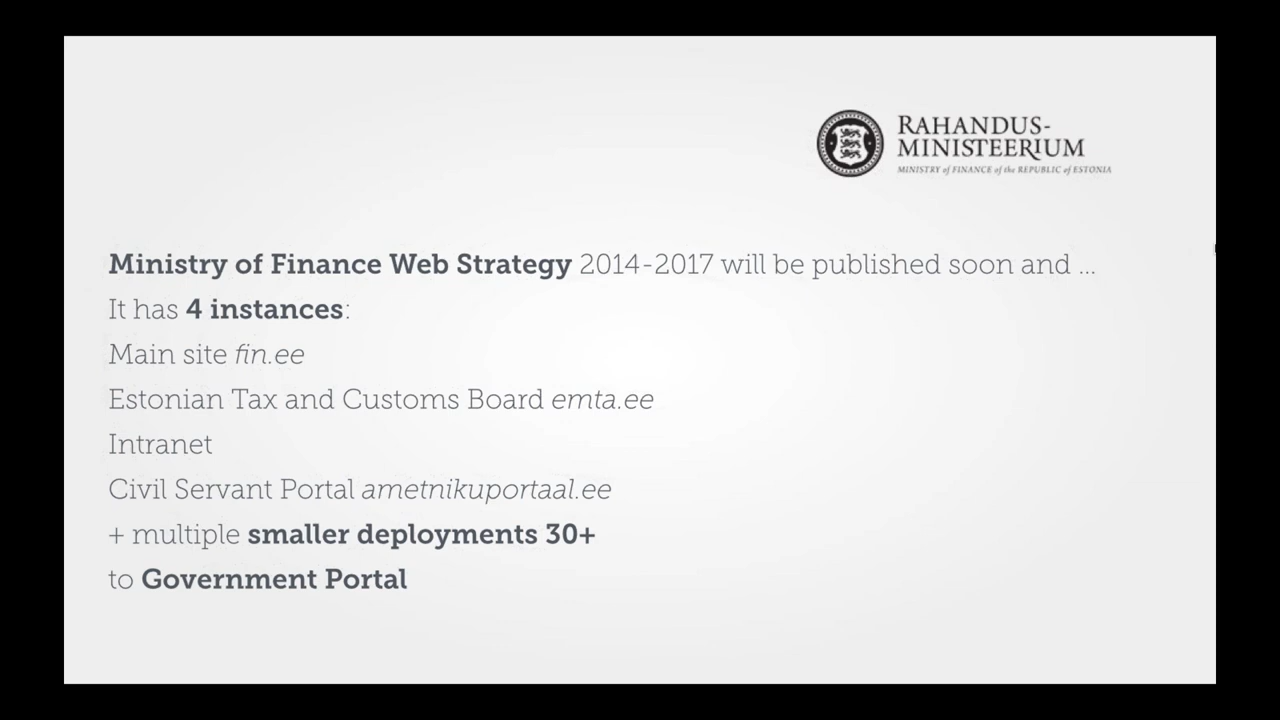 RAHANDUS-
MINISTEERIUM
MINISTRY of FINANCE of the REPUBLIC of ESTONIA
Ministry of Finance Web Strategy 2014-2017 will be published soon and ...
It has 4 instances:
Main site fin.ee
Estonian Tax and Customs Board emta.ee
Intranet
Civil Servant Portal ametnikuportaal.ee
+ multiple smaller deployments 30+
to Government Portal